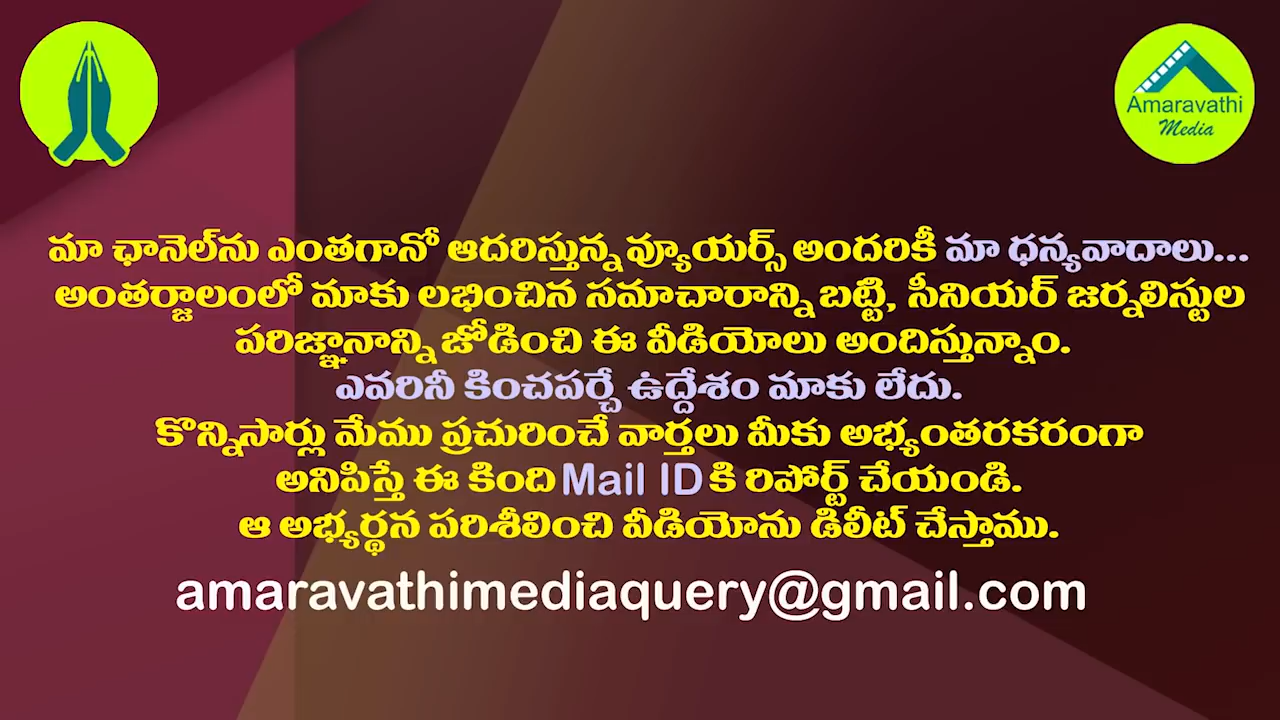 Amaravathi
Media
మా ఛానెల్‌ను ఎంతగానో ఆదరిస్తున్న వ్యూయర్స్ అందరికీ మా ధన్యవాదాలు...
అంతర్జాలంలో మాకు లభించిన సమాచారాన్ని బట్టి, సీనియర్ జర్నలిస్టుల
పరిజ్ఞానాన్ని జోడించి ఈ వీడియోలు అందిస్తున్నాం.
ఎవరినీ కించపర్చే ఉద్దేశం మాకు లేదు.
కొన్నిసార్లు మేము ప్రచురించే వార్తలు మీకు అభ్యంతరకరంగా
అనిపిస్తే ఈ కింది Mail ID కి రిపోర్ట్ చేయండి.
ఆ అభ్యర్థన పరిశీలించి వీడియోను డిలీట్ చేస్తాము.
amaravathimediaquery@gmail.com